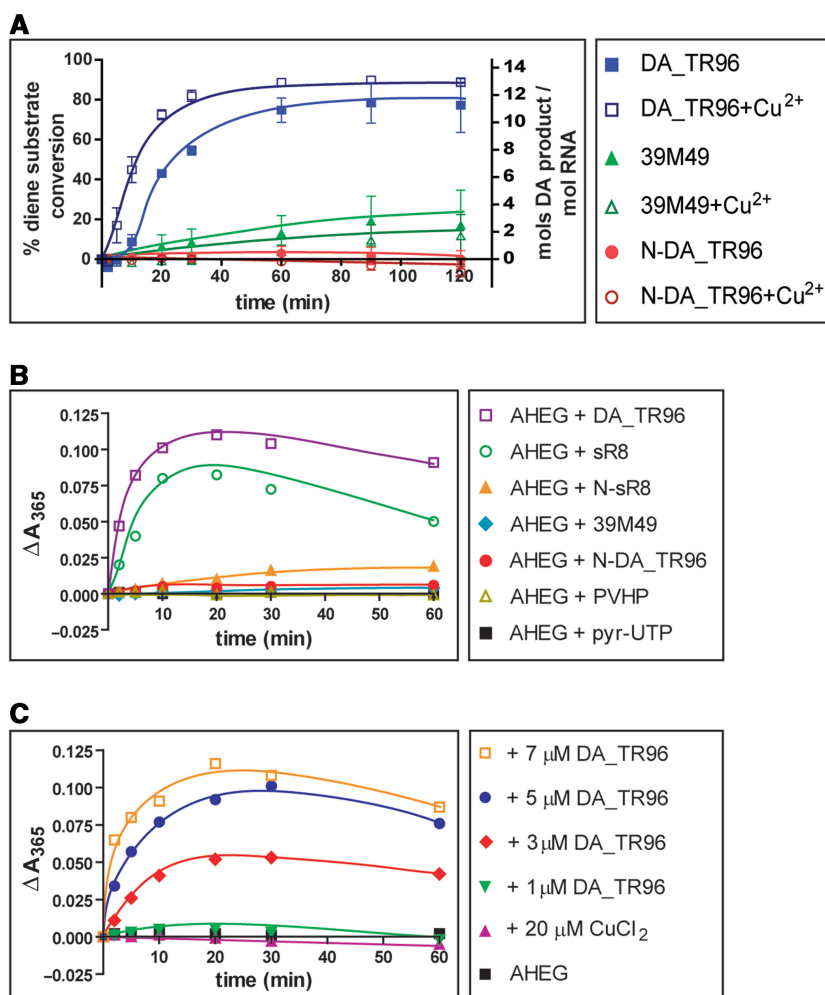 A
100
80
60
40
20
0
% diene substrate
conversion
20 40 60 80 100 120
time (min)
14
12
10
8
6
4
2
0
mols DA product /
mol RNA
DA_TR96
DA_TR96+Cu²⁺
39M49
39M49+Cu²⁺
N-DA_TR96
N-DA_TR96+Cu²⁺
B
0.125
0.100
0.075
0.050
0.025
0.000
−0.025
ΔA₃₆₅
10 20 30 40 50 60
time (min)
AHEG + DA_TR96
AHEG + sR8
AHEG + N-sR8
AHEG + 39M49
AHEG + N-DA_TR96
AHEG + PVHP
AHEG + pyr-UTP
C
0.125
0.100
0.075
0.050
0.025
0.000
−0.025
ΔA₃₆₅
10 20 30 40 50 60
time (min)
+ 7 µM DA_TR96
+ 5 µM DA_TR96
+ 3 µM DA_TR96
+ 1 µM DA_TR96
+ 20 µM CuCl₂
AHEG